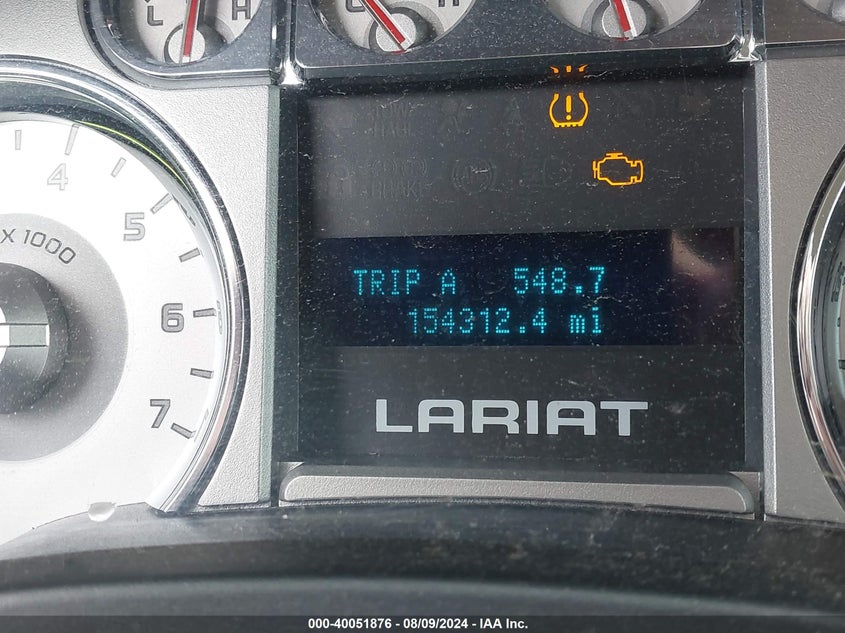 L H
C H
4
5
X 1000
6
7
TRIP A 548.7
154312.4 mi
LARIAT
000-40051876 - 08/09/2024 - IAA Inc.